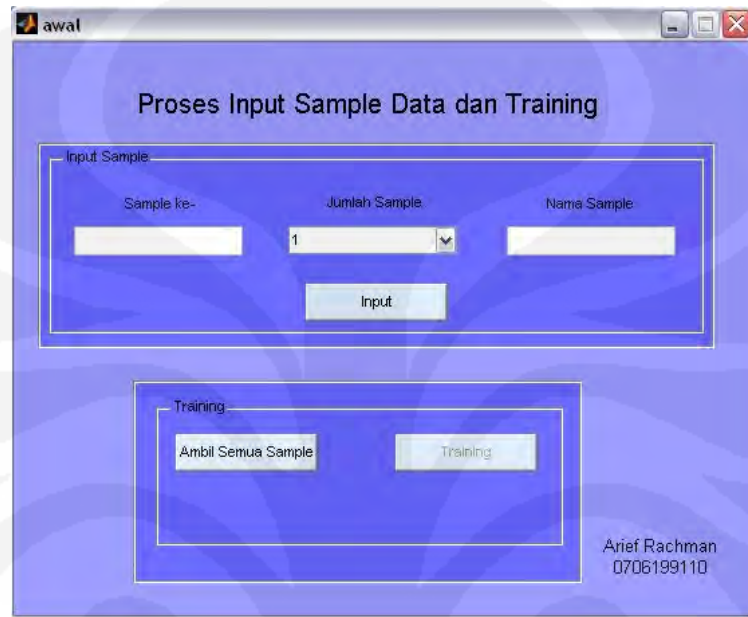 awal
Proses Input Sample Data dan Training
Input Sample
Sample ke-
Jumlah Sample
Nama Sample
1
Input
Training
Ambil Semua Sample
Training
Arief Rachman
0706199110